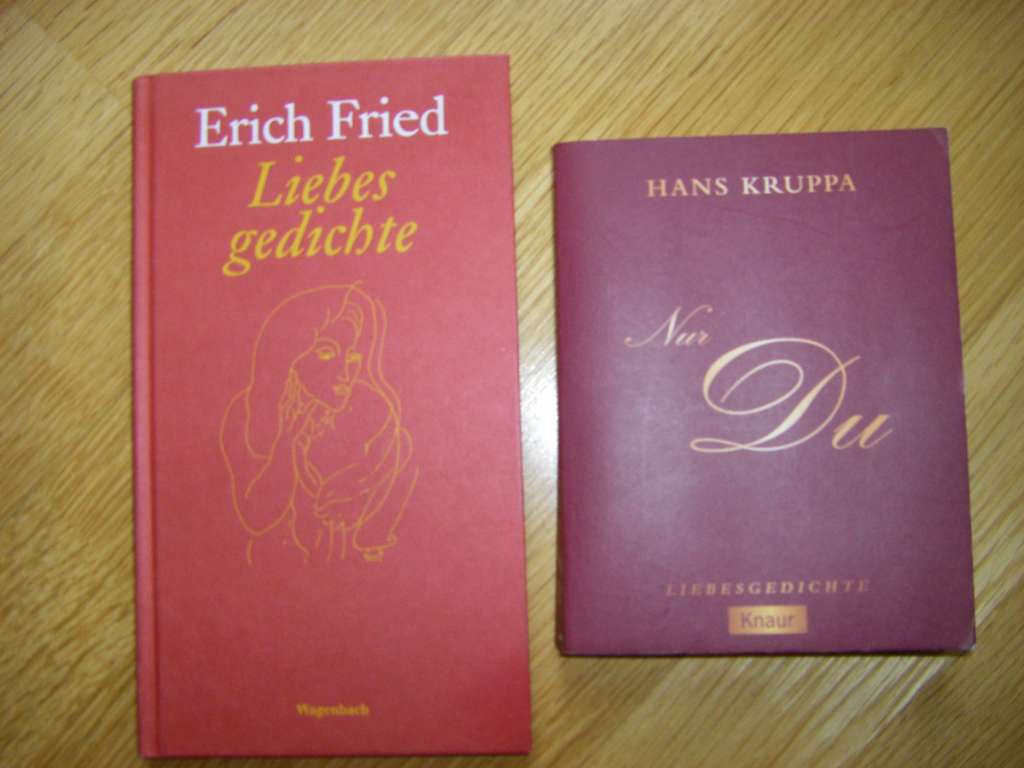 Erich Fried
Liebes
gedichte
Wagenbach
HANS KRUPPA
Nur
Du
LIEBESGEDICHTE
Knaur